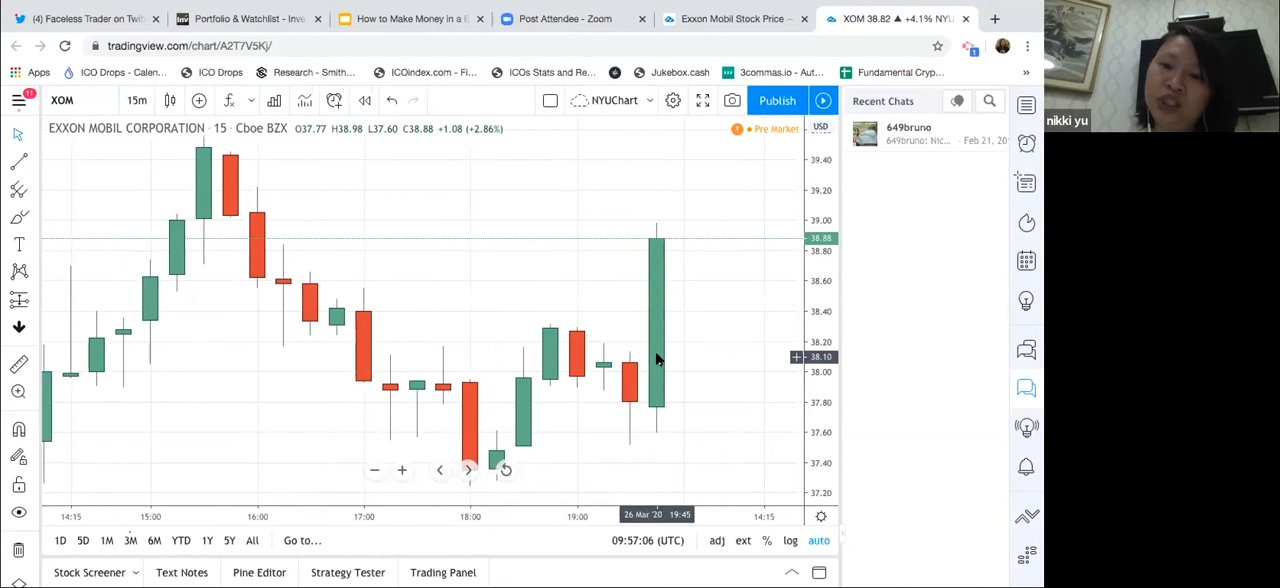 (4) Faceless Trader on Twit
Portfolio & Watchlist - Inve
How to Make Money in a B
Post Attendee - Zoom
Exxon Mobil Stock Price –
XOM 38.82 ▲ +4.1% NYU
tradingview.com/chart/A2T7V5Kj/
1
Apps
ICO Drops - Calen...
ICO Drops
Research - Smith...
ICOindex.com - Fi...
ICOs Stats and Re...
Jukebox.cash
3commas.io - Aut...
Fundamental Cryp...
»
nikki yu
11
XOM
15m
NYUChart
Publish
Recent Chats
EXXON MOBIL CORPORATION · 15 · Cboe BZX O37.77 H38.98 L37.60 C38.88 +1.08 (+2.86%)
Pre Market
USD
649bruno
649bruno: Nic... · Feb 21, 20
39.40
39.20
39.00
38.88
38.80
38.60
38.40
38.20
38.10
38.00
37.80
37.60
37.40
37.20
14:15
15:00
16:00
17:00
18:00
19:00
26 Mar '20 19:45
14:15
1D 5D 1M 3M 6M YTD 1Y 5Y All
Go to...
09:57:06 (UTC)
adj ext % log auto
Stock Screener
Text Notes
Pine Editor
Strategy Tester
Trading Panel